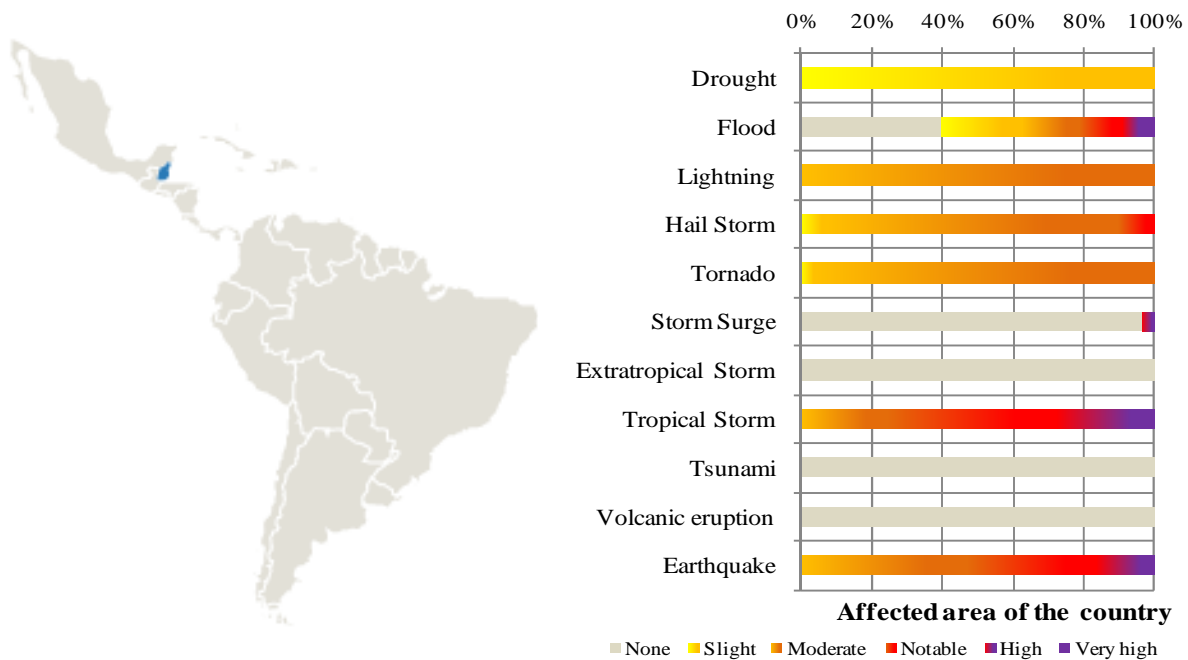 0% 20% 40% 60% 80% 100%
Drought
Flood
Lightning
Hail Storm
Tornado
Storm Surge
Extratropical Storm
Tropical Storm
Tsunami
Volcanic eruption
Earthquake
Affected area of the country
None Slight Moderate Notable High Very high